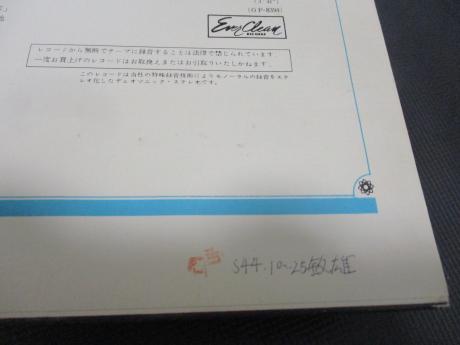 (GP-8394)
Ever Clean
RECORDS
レコードから無断でテープに録音することは法律で禁じられています
一度お買上げのレコードはお取換えまたはお引取りいたしかねます.
このレコードは当社の特殊録音技術によりモノーラルの録音をステ
レオ化したデュオソニック・ステレオです.
S44.10.25敏雄